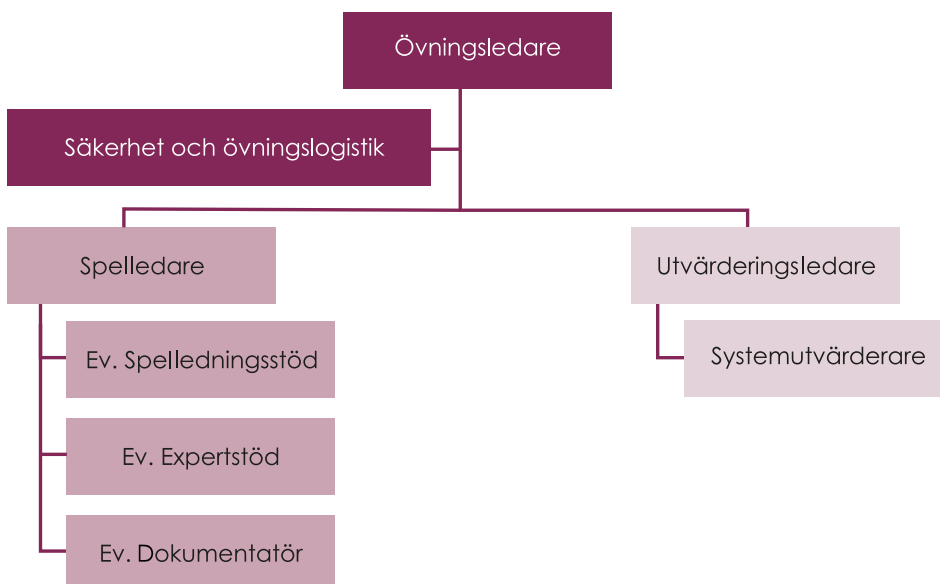 Övningsledare
Säkerhet och övningslogistik
Spelledare
Utvärderingsledare
Ev. Spelledningsstöd
Systemutvärderare
Ev. Expertstöd
Ev. Dokumentatör